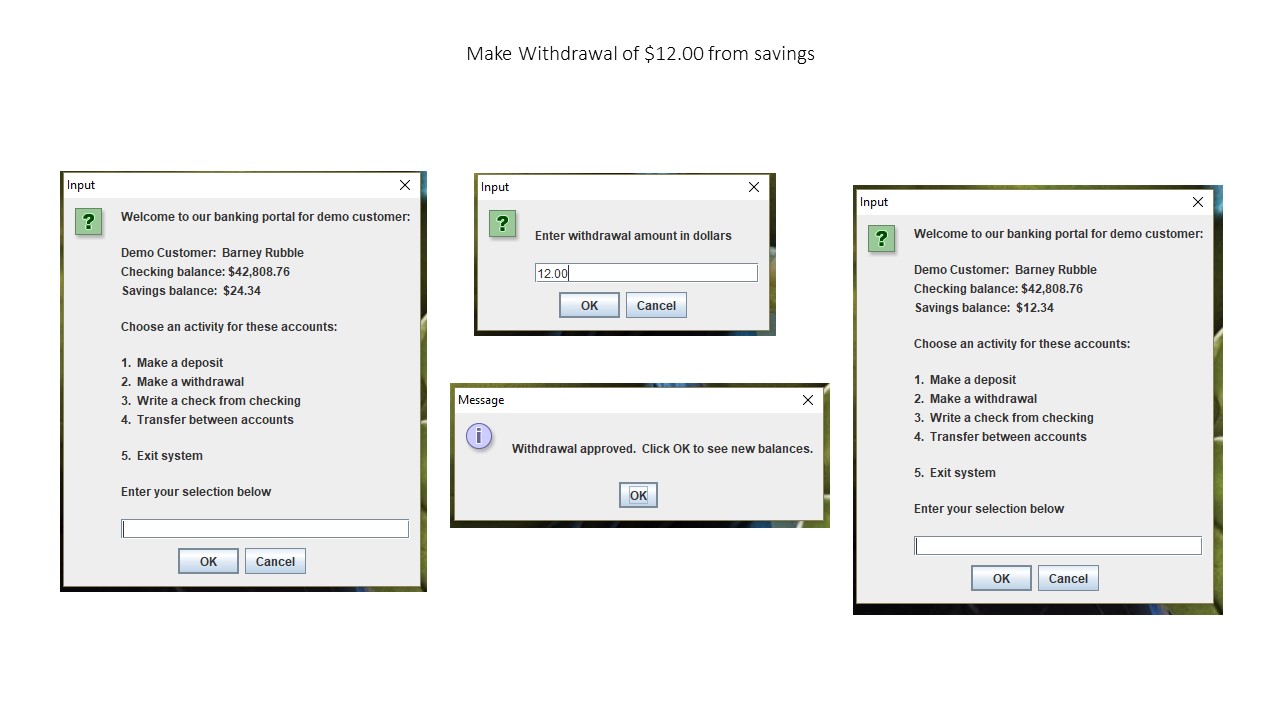 Make Withdrawal of $12.00 from savings
Input
?
Welcome to our banking portal for demo customer:
Demo Customer: Barney Rubble
Checking balance: $42,808.76
Savings balance: $24.34
Choose an activity for these accounts:
1. Make a deposit
2. Make a withdrawal
3. Write a check from checking
4. Transfer between accounts
5. Exit system
Enter your selection below
OK Cancel
Input
?
Enter withdrawal amount in dollars
12.00
OK Cancel
Message
i
Withdrawal approved. Click OK to see new balances.
OK
Input
?
Welcome to our banking portal for demo customer:
Demo Customer: Barney Rubble
Checking balance: $42,808.76
Savings balance: $12.34
Choose an activity for these accounts:
1. Make a deposit
2. Make a withdrawal
3. Write a check from checking
4. Transfer between accounts
5. Exit system
Enter your selection below
OK Cancel